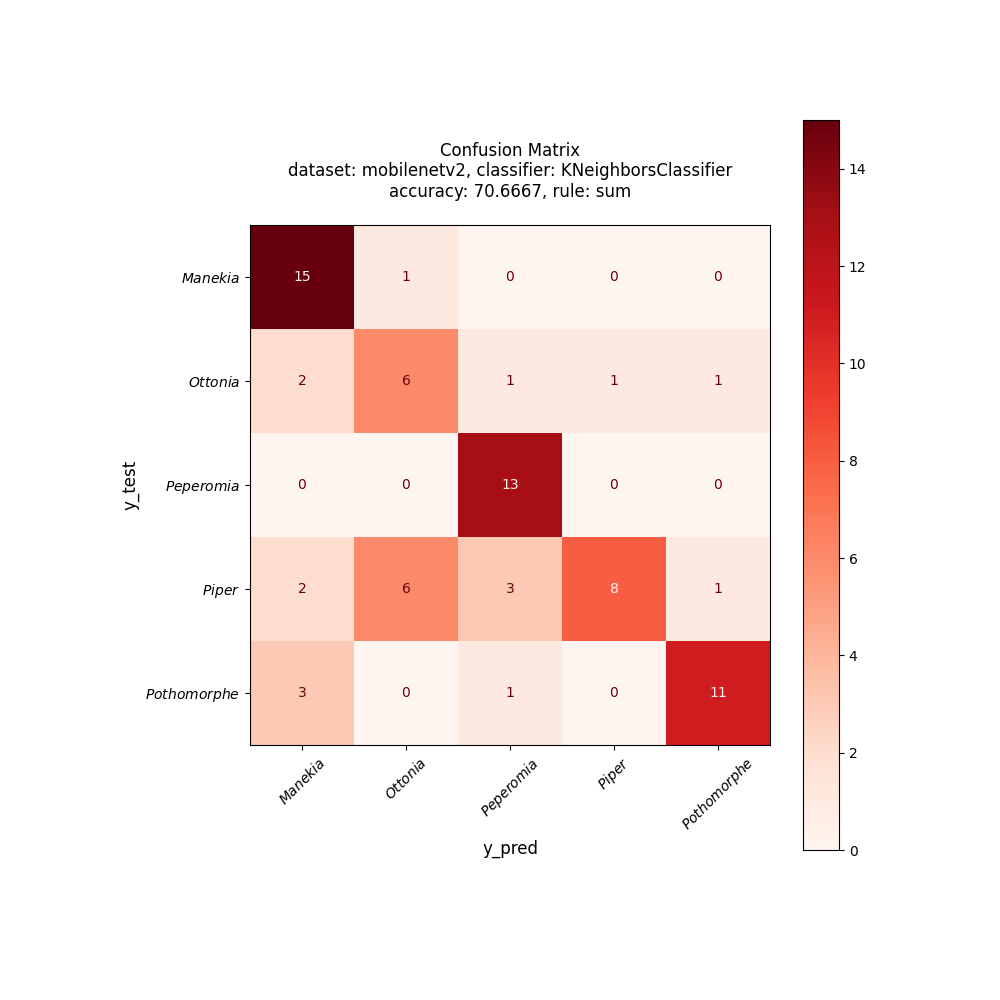 Confusion Matrix
dataset: mobilenetv2, classifier: KNeighborsClassifier
accuracy: 70.6667, rule: sum
14
12
10
8
6
4
2
0
y_test
Manekia 15 1 0 0 0
Ottonia 2 6 1 1 1
Peperomia 0 0 13 0 0
Piper 2 6 3 8 1
Pothomorphe 3 0 1 0 11
Manekia Ottonia Peperomia Piper Pothomorphe
y_pred